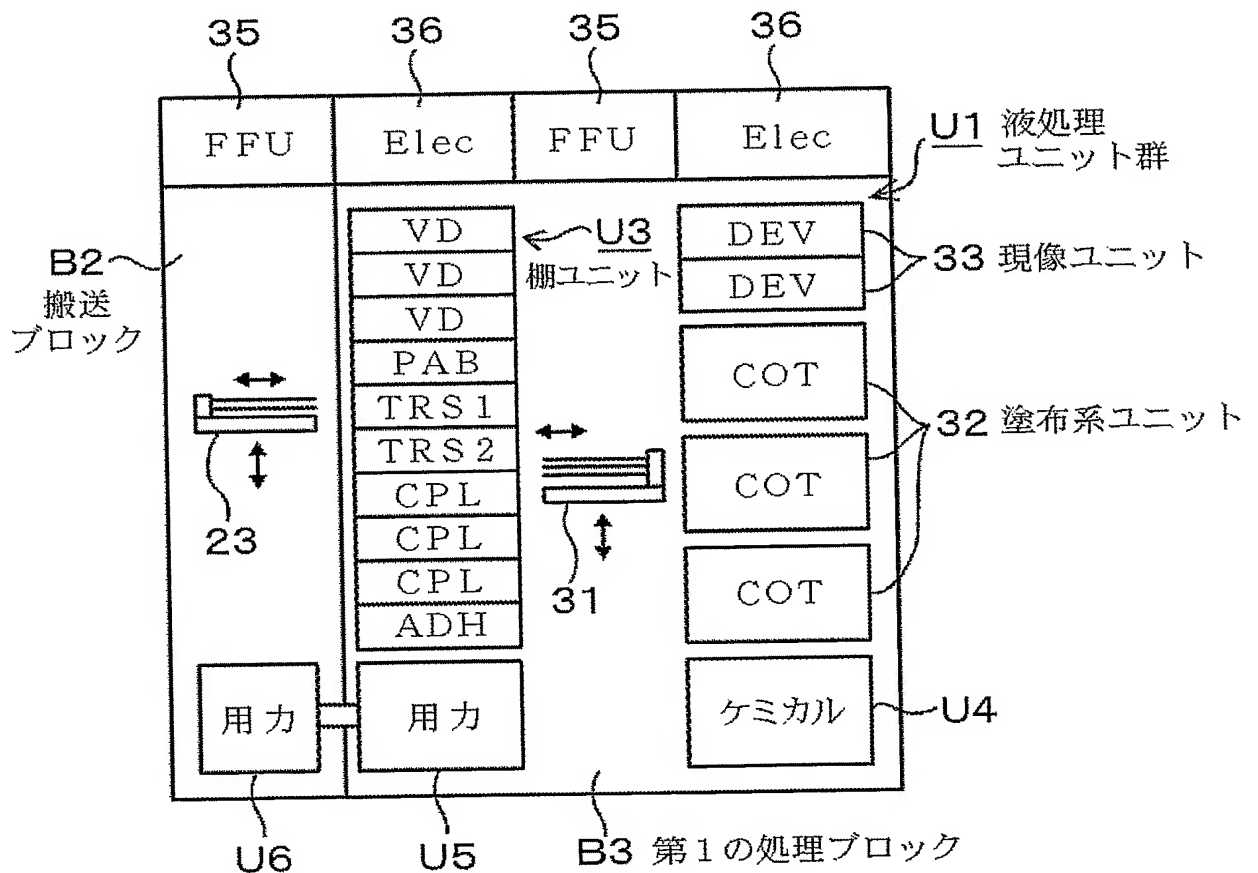 35
36
35
36
FFU
Elec
FFU
Elec
U1 液処理
ユニット群
B2
搬送
ブロック
VD
VD
VD
PAB
TRS1
TRS2
CPL
CPL
CPL
ADH
U3
棚ユニット
DEV
DEV
33 現像ユニット
COT
COT
COT
32 塗布系ユニット
23
31
用力
用力
ケミカル
U4
U6
U5
B3 第1の処理ブロック